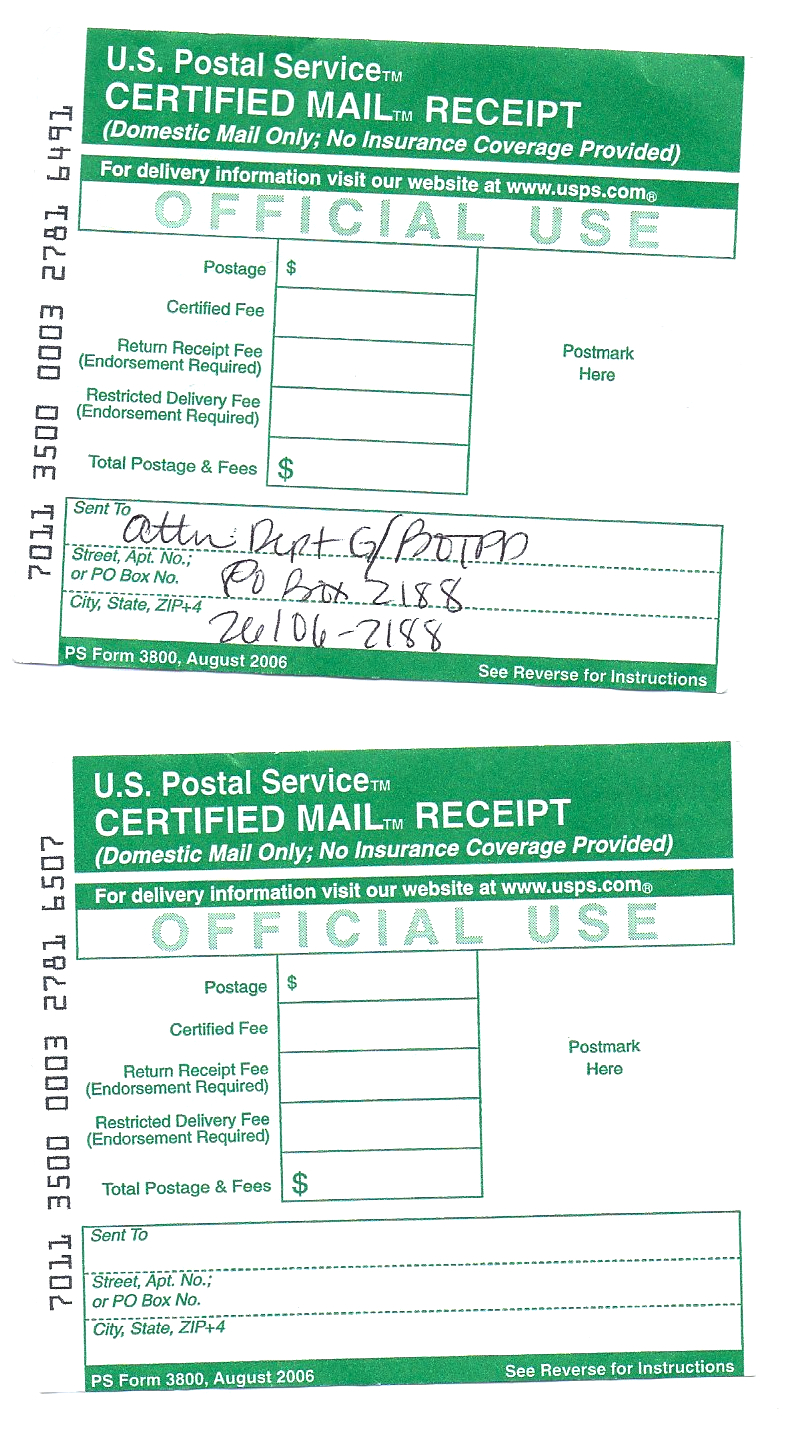 U.S. Postal Service™
CERTIFIED MAIL™ RECEIPT
(Domestic Mail Only; No Insurance Coverage Provided)
For delivery information visit our website at www.usps.com®
OFFICIAL USE
Postage $
Certified Fee
Return Receipt Fee
(Endorsement Required)
Postmark
Here
Restricted Delivery Fee
(Endorsement Required)
Total Postage & Fees $
7011 3500 0003 2781 6491
Sent To attn: Dept G/
Street, Apt. No.;
or PO Box No. PO Box 2188
City, State, ZIP+4 26106-2188
PS Form 3800, August 2006 See Reverse for Instructions
U.S. Postal Service™
CERTIFIED MAIL™ RECEIPT
(Domestic Mail Only; No Insurance Coverage Provided)
For delivery information visit our website at www.usps.com®
OFFICIAL USE
Postage $
Certified Fee
Return Receipt Fee
(Endorsement Required)
Postmark
Here
Restricted Delivery Fee
(Endorsement Required)
Total Postage & Fees $
7011 3500 0003 2781 6507
Sent To
Street, Apt. No.;
or PO Box No.
City, State, ZIP+4
PS Form 3800, August 2006 See Reverse for Instructions